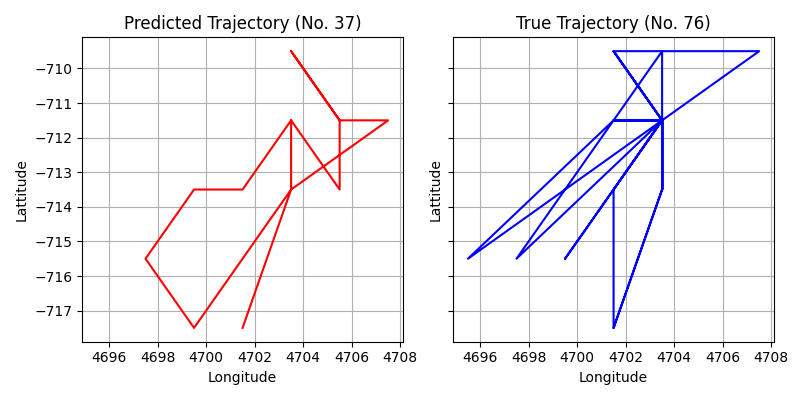 Predicted Trajectory (No. 37)
True Trajectory (No. 76)
Lattitude
−710
−711
−712
−713
−714
−715
−716
−717
4696 4698 4700 4702 4704 4706 4708
Longitude
Lattitude
4696 4698 4700 4702 4704 4706 4708
Longitude